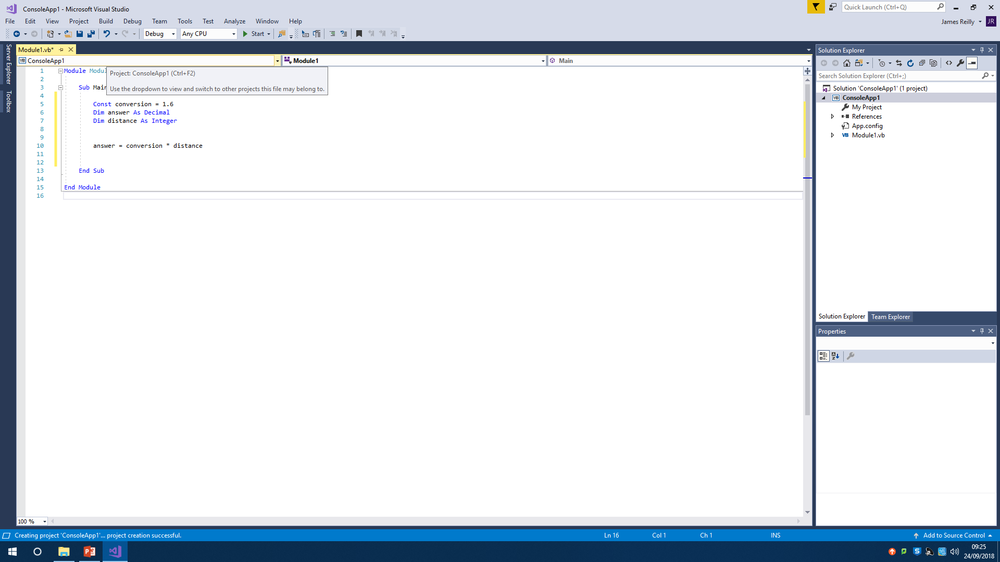 ConsoleApp1 - Microsoft Visual Studio
Quick Launch (Ctrl+Q)
File Edit View Project Build Debug Team Tools Test Analyze Window Help
James Reilly JR
Debug Any CPU Start
Server Explorer
Toolbox
Module1.vb*
ConsoleApp1 Module1 Main
Project: ConsoleApp1 (Ctrl+F2)
Use the dropdown to view and switch to other projects this file may belong to.
1 Module Modul
2
3 Sub Main
4
5 Const conversion = 1.6
6 Dim answer As Decimal
7 Dim distance As Integer
8
9
10 answer = conversion * distance
11
12
13 End Sub
14
15 End Module
16
100 %
Solution Explorer
Search Solution Explorer (Ctrl+;)
Solution 'ConsoleApp1' (1 project)
VB ConsoleApp1
My Project
References
App.config
VB Module1.vb
Solution Explorer Team Explorer
Properties
Creating project 'ConsoleApp1'... project creation successful.
Ln 16 Col 1 Ch 1 INS
Add to Source Control
09:25
24/09/2018